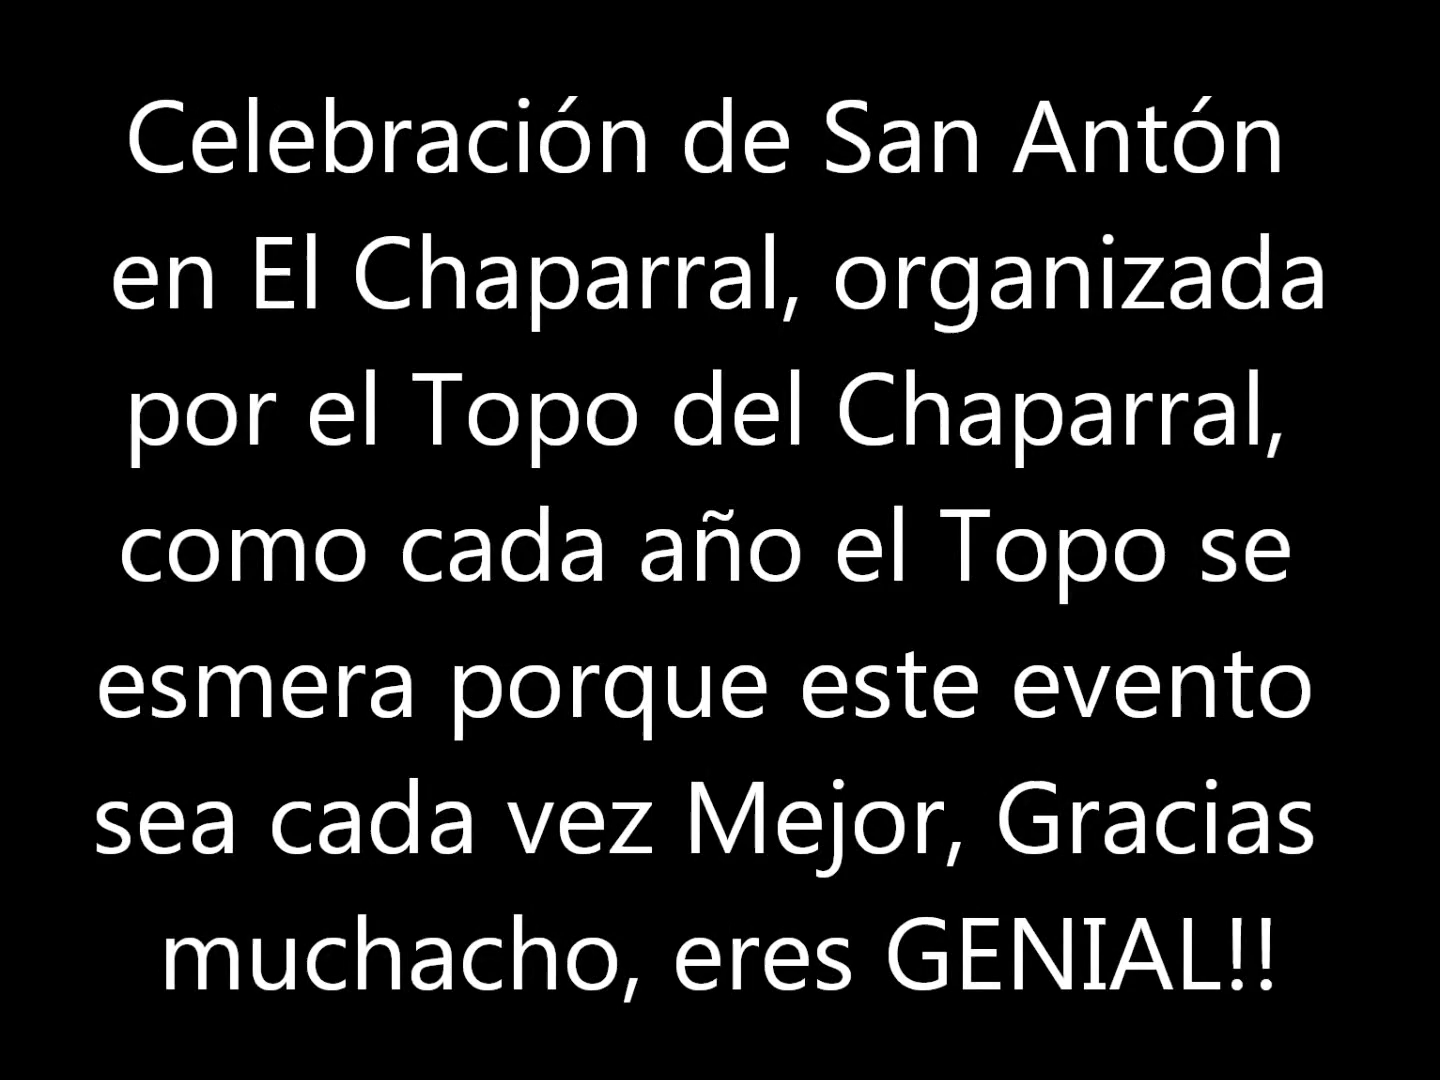 Celebración de San Antón
en El Chaparral, organizada
por el Topo del Chaparral,
como cada año el Topo se
esmera porque este evento
sea cada vez Mejor, Gracias
muchacho, eres GENIAL!!